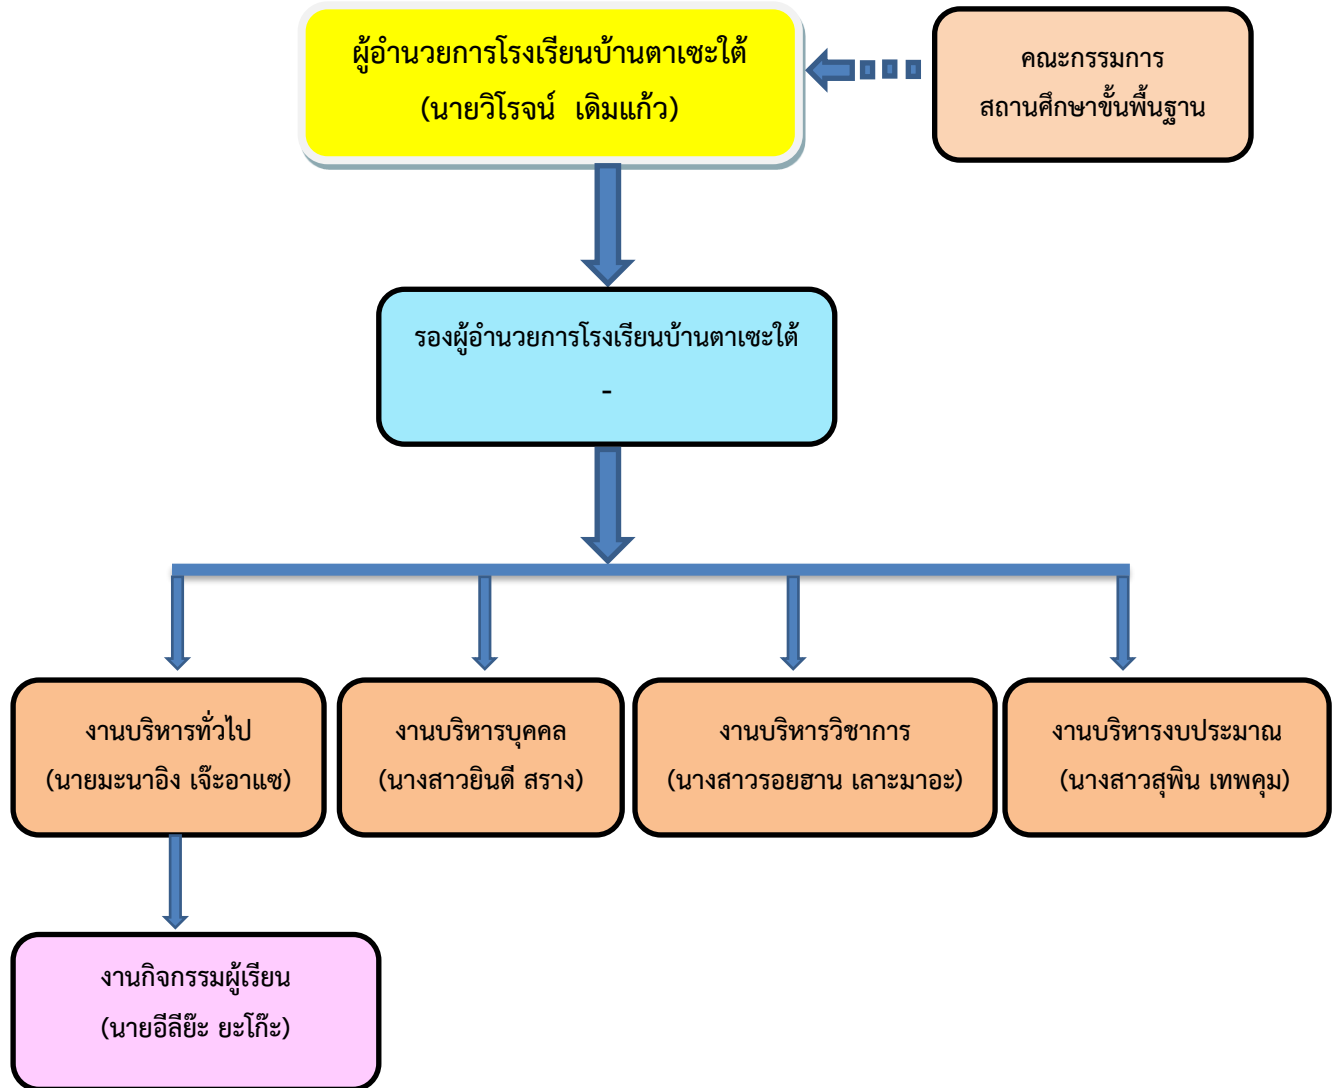 ผู้อำนวยการโรงเรียนบ้านตาเซะใต้
(นายวิโรจน์ เดิมแก้ว)
คณะกรรมการ
สถานศึกษาขั้นพื้นฐาน
รองผู้อำนวยการโรงเรียนบ้านตาเซะใต้
-
งานบริหารทั่วไป
(นายมะนาอิง เจ๊ะอาแซ)
งานบริหารบุคคล
(นางสาวยินดี สราง)
งานบริหารวิชาการ
(นางสาวรอยฮาน เลาะมาอะ)
งานบริหารงบประมาณ
(นางสาวสุพิน เทพคุม)
งานกิจกรรมผู้เรียน
(นายอีลีย๊ะ ยะโก๊ะ)